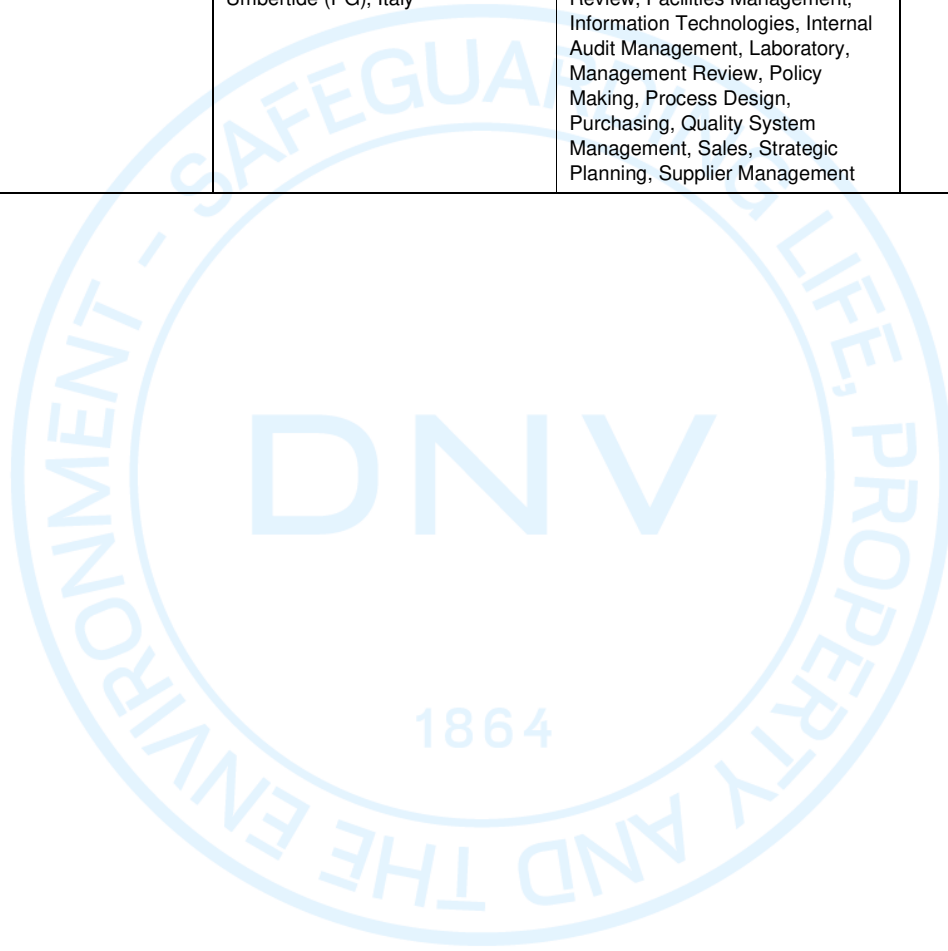 Umbertide (PG), Italy
Review, Facilities Management,
Information Technologies, Internal
Audit Management, Laboratory,
Management Review, Policy
Making, Process Design,
Purchasing, Quality System
Management, Sales, Strategic
Planning, Supplier Management
SAFEGUARDING LIFE, PROPERTY AND THE ENVIRONMENT -
DNV
1864